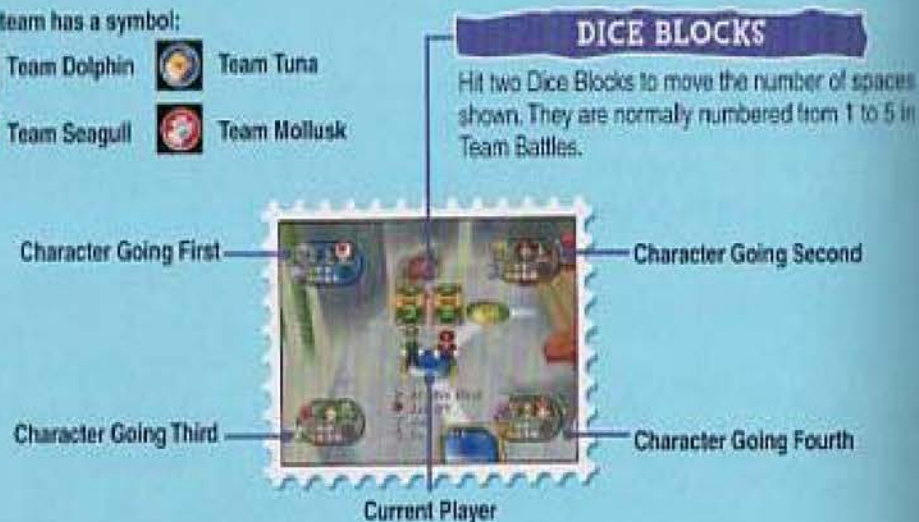 team has a symbol:
Team Dolphin Team Tuna
Team Seagull Team Mollusk
DICE BLOCKS
Hit two Dice Blocks to move the number of spaces
shown. They are normally numbered from 1 to 5 in
Team Battles.
Character Going First
Character Going Second
Character Going Third
Character Going Fourth
Current Player